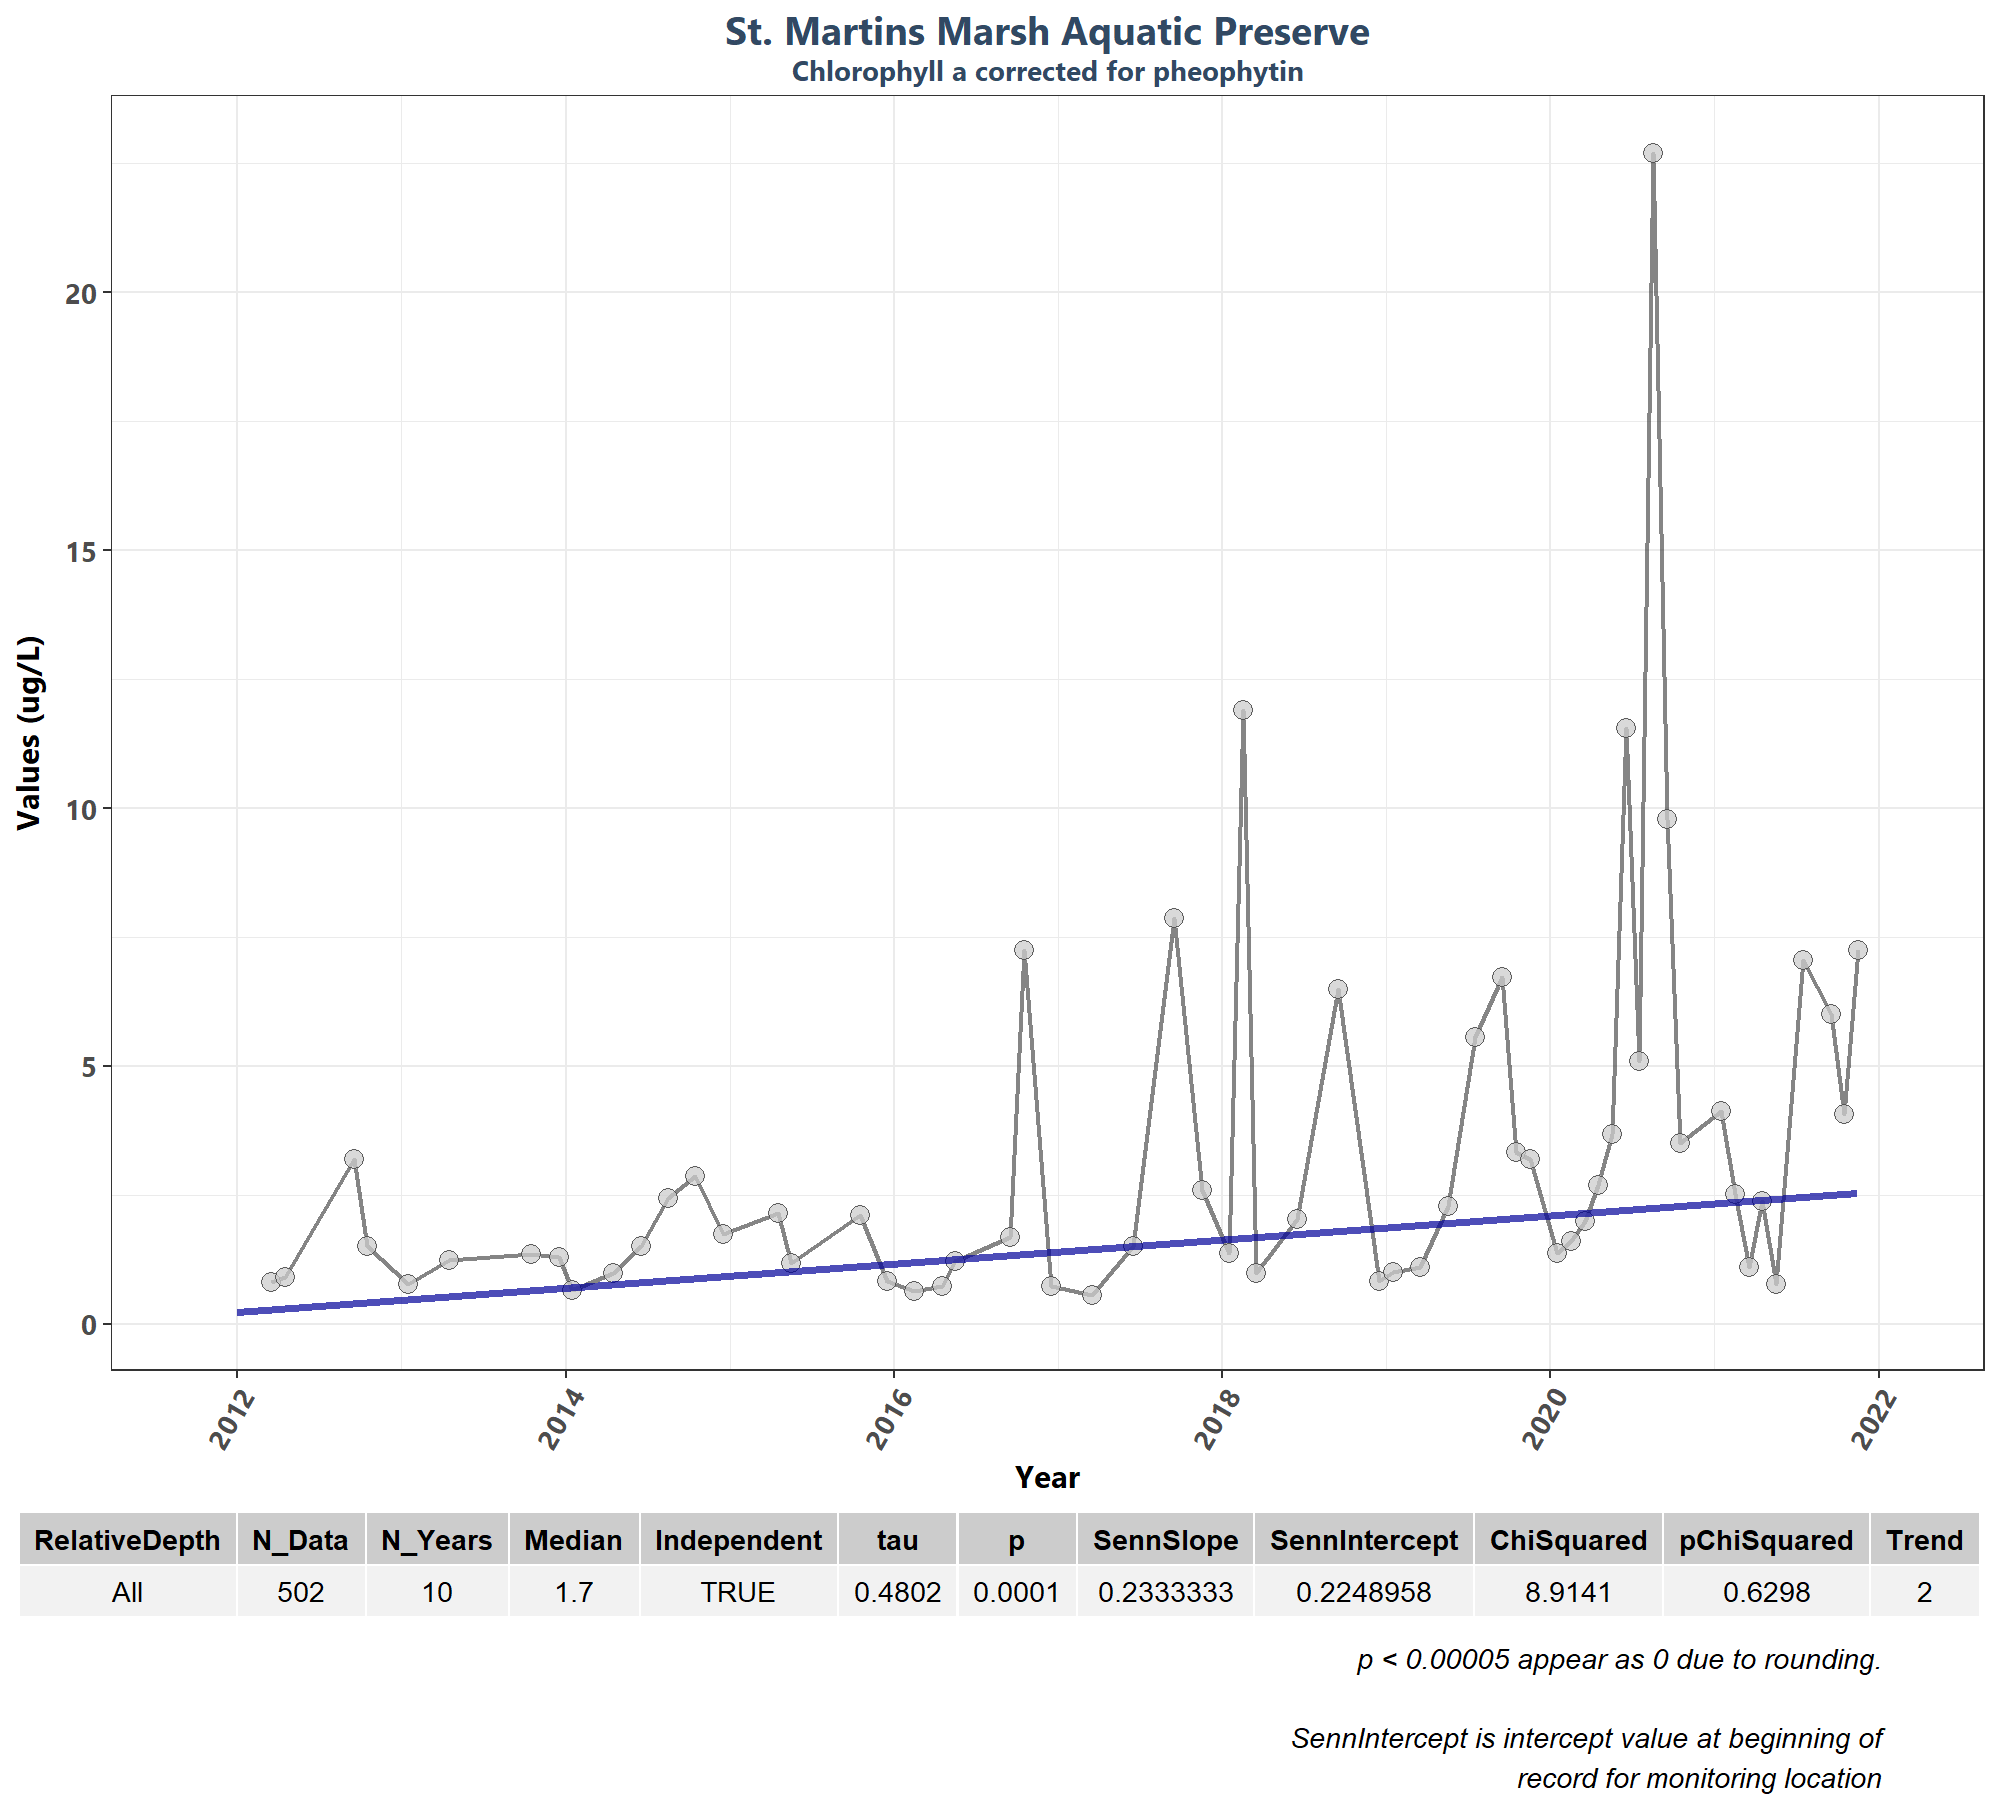 St. Martins Marsh Aquatic Preserve
Chlorophyll a corrected for pheophytin
Values (ug/L)
20
15
10
5
0
2012 2014 2016 2018 2020 2022
Year
RelativeDepth N_Data N_Years Median Independent tau p SennSlope SennIntercept ChiSquared pChiSquared Trend
All 502 10 1.7 TRUE 0.4802 0.0001 0.2333333 0.2248958 8.9141 0.6298 2
p < 0.00005 appear as 0 due to rounding.
SennIntercept is intercept value at beginning of
record for monitoring location